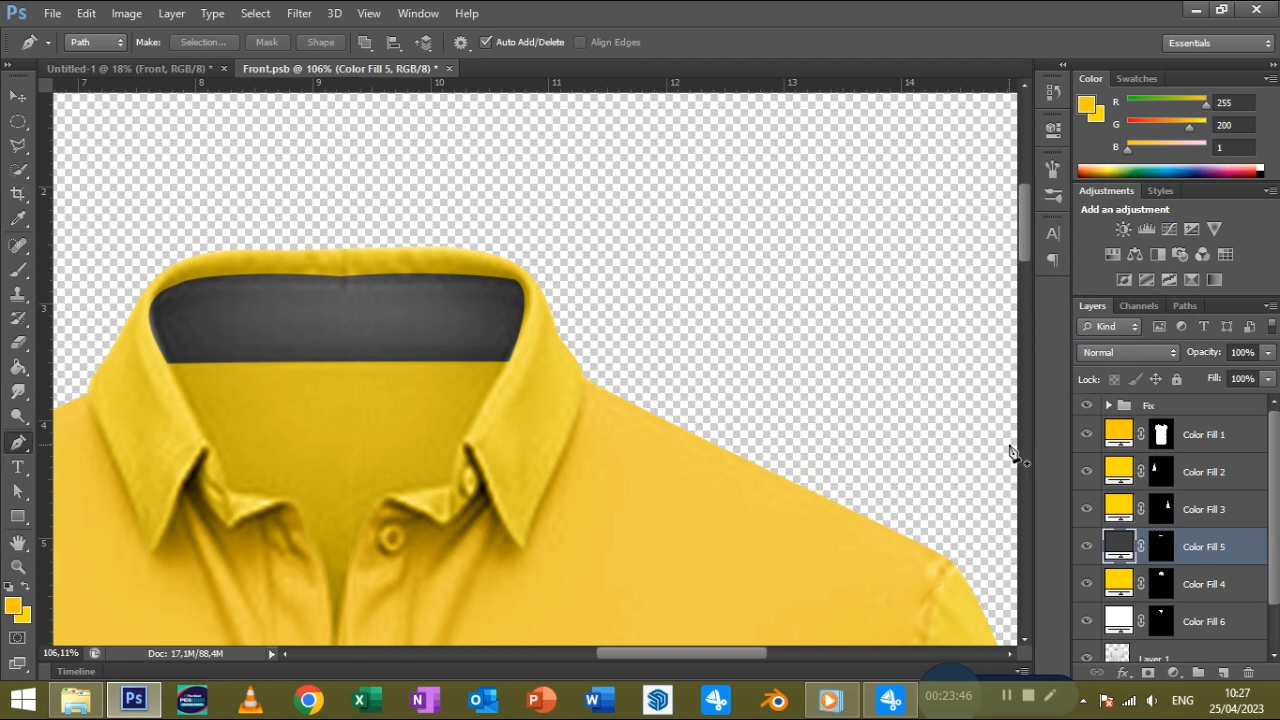 Ps File Edit Image Layer Type Select Filter 3D View Window Help
Path Make: Selection... Mask Shape Auto Add/Delete Align Edges Essentials
Untitled-1 @ 18% (Front, RGB/8) * × Front.psb @ 106% (Color Fill 5, RGB/8) * ×
7 8 9 10 11 12 13 14
2
3
4
5
Color Swatches
R 255
G 200
B 1
Adjustments Styles
Add an adjustment
Layers Channels Paths
Kind
Normal Opacity: 100%
Lock: Fill: 100%
Fix
Color Fill 1
Color Fill 2
Color Fill 3
Color Fill 5
Color Fill 4
Color Fill 6
Layer 1
106,11% Doc: 17,1M/88,4M
Timeline
00:23:46
ENG
10:27
25/04/2023